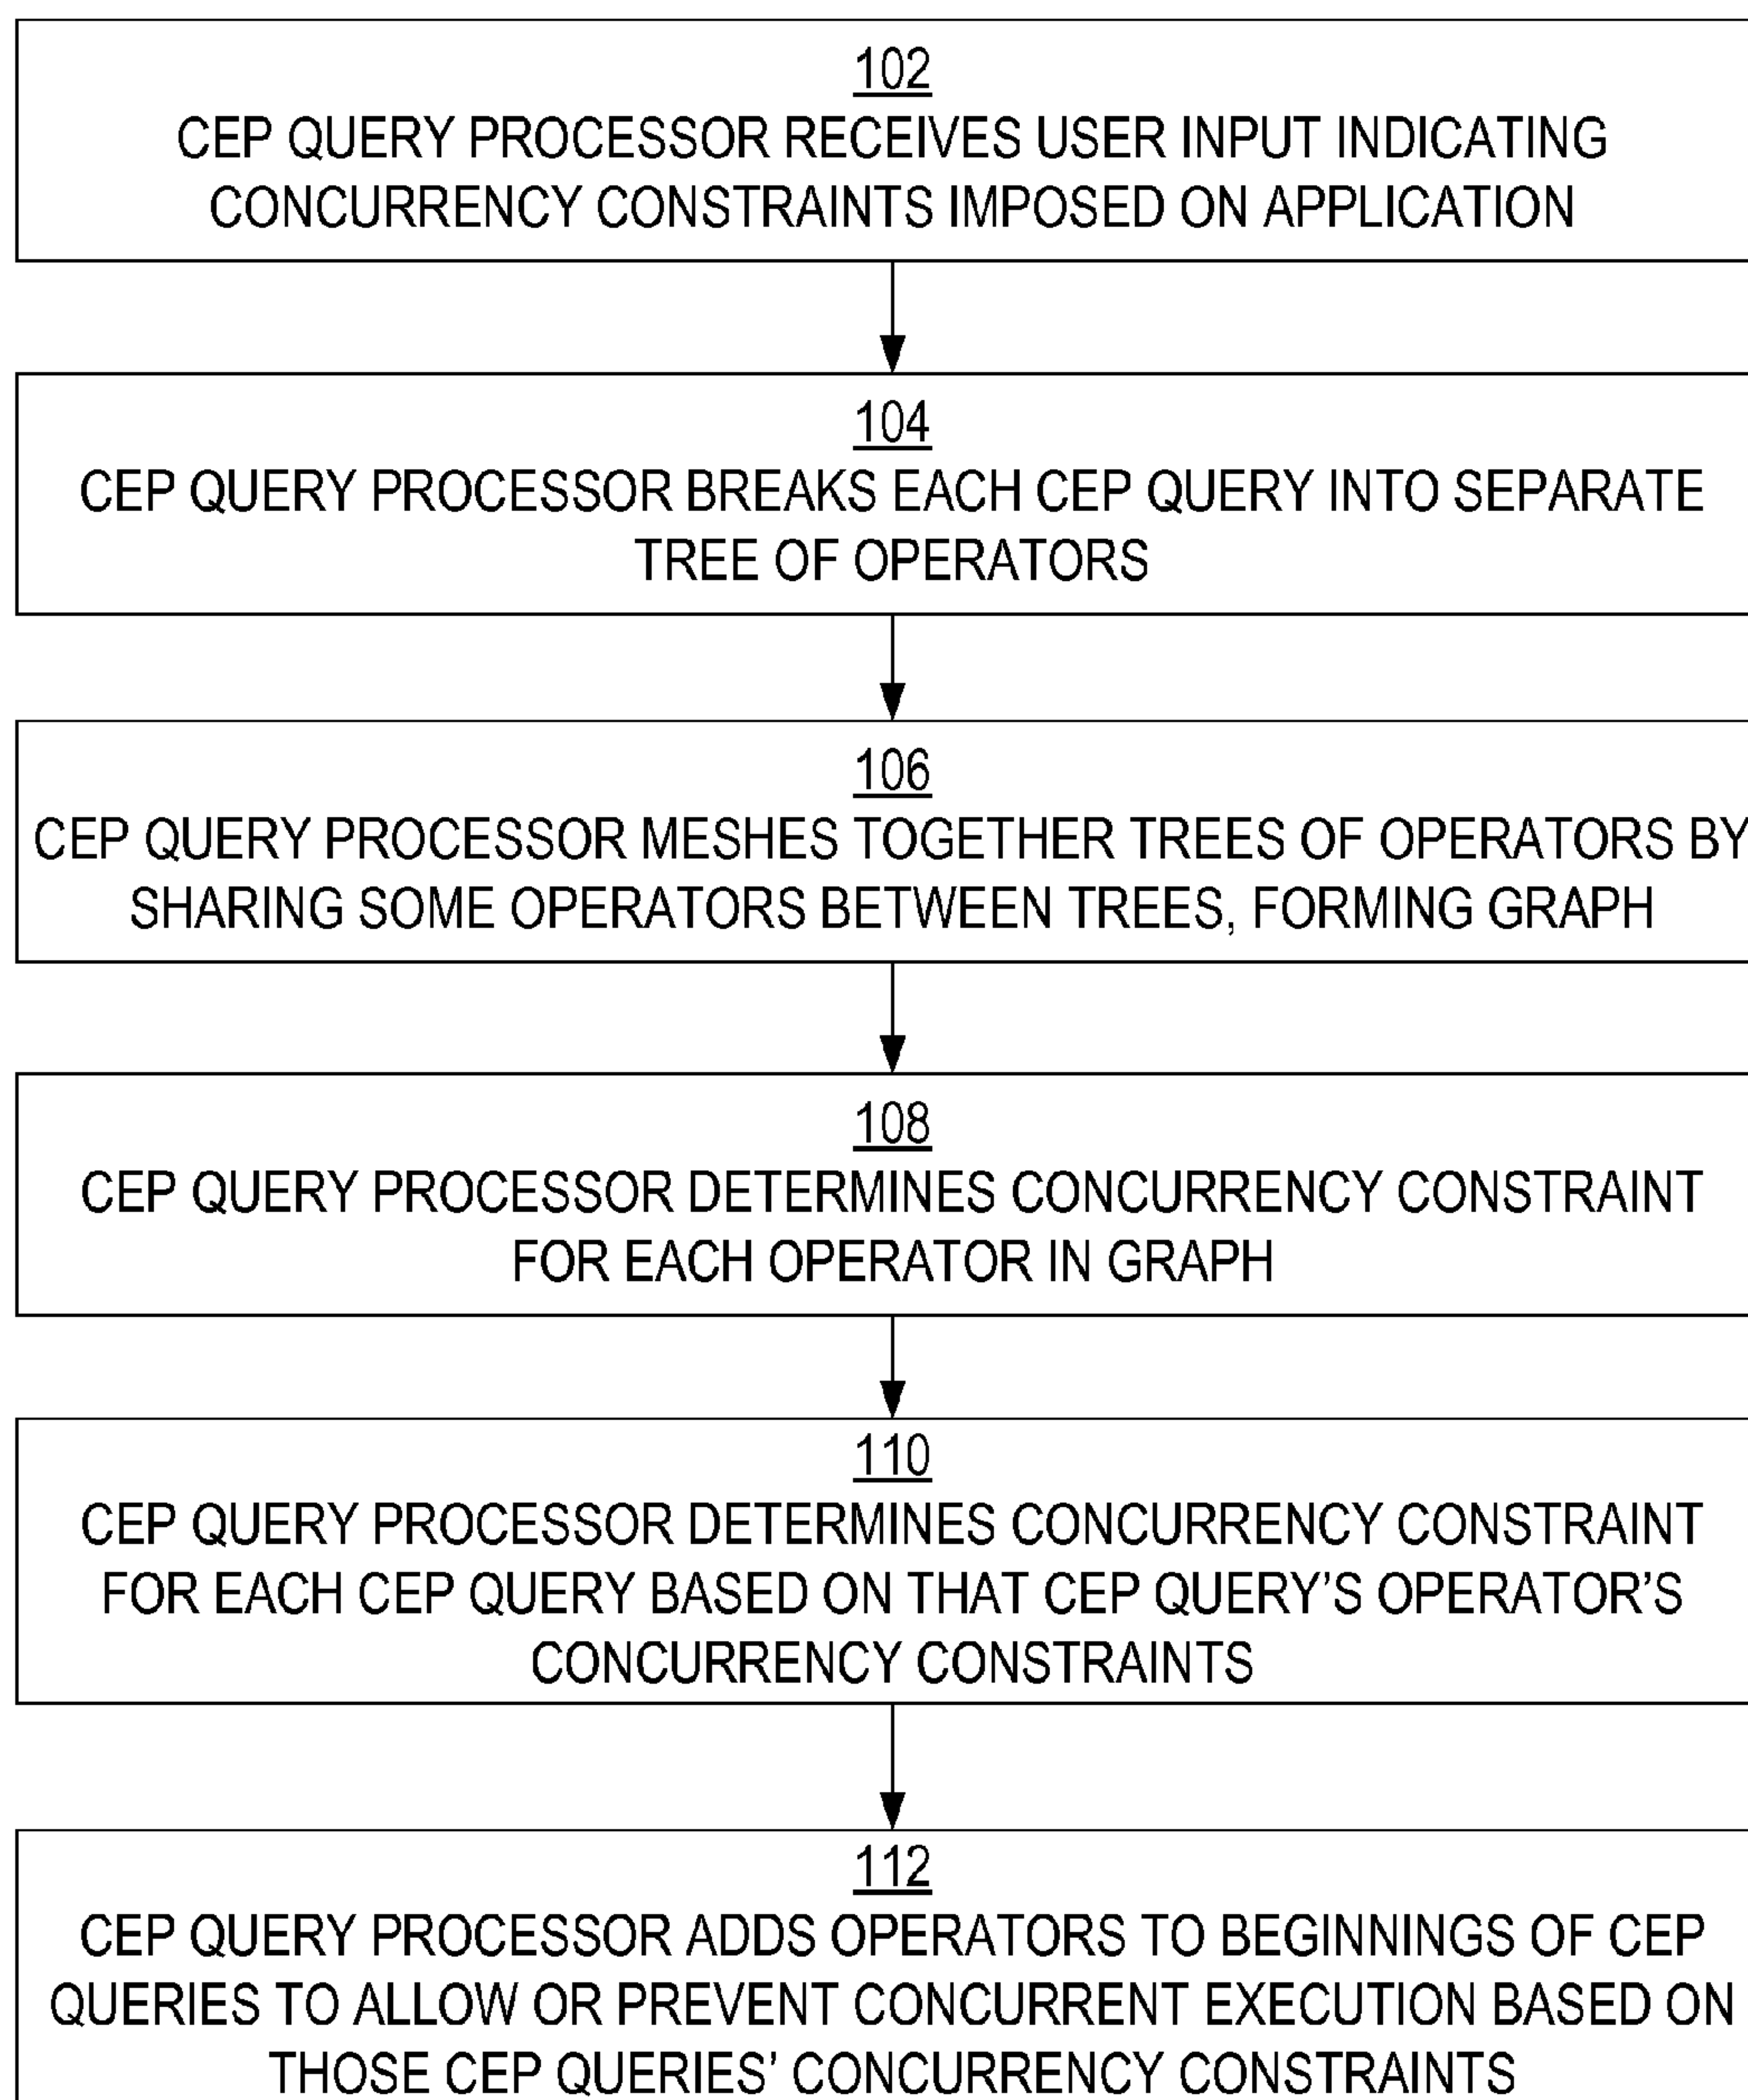 102
CEP QUERY PROCESSOR RECEIVES USER INPUT INDICATING
CONCURRENCY CONSTRAINTS IMPOSED ON APPLICATION
104
CEP QUERY PROCESSOR BREAKS EACH CEP QUERY INTO SEPARATE
TREE OF OPERATORS
106
CEP QUERY PROCESSOR MESHES TOGETHER TREES OF OPERATORS BY
SHARING SOME OPERATORS BETWEEN TREES, FORMING GRAPH
108
CEP QUERY PROCESSOR DETERMINES CONCURRENCY CONSTRAINT
FOR EACH OPERATOR IN GRAPH
110
CEP QUERY PROCESSOR DETERMINES CONCURRENCY CONSTRAINT
FOR EACH CEP QUERY BASED ON THAT CEP QUERY’S OPERATOR’S
CONCURRENCY CONSTRAINTS
112
CEP QUERY PROCESSOR ADDS OPERATORS TO BEGINNINGS OF CEP
QUERIES TO ALLOW OR PREVENT CONCURRENT EXECUTION BASED ON
THOSE CEP QUERIES’ CONCURRENCY CONSTRAINTS